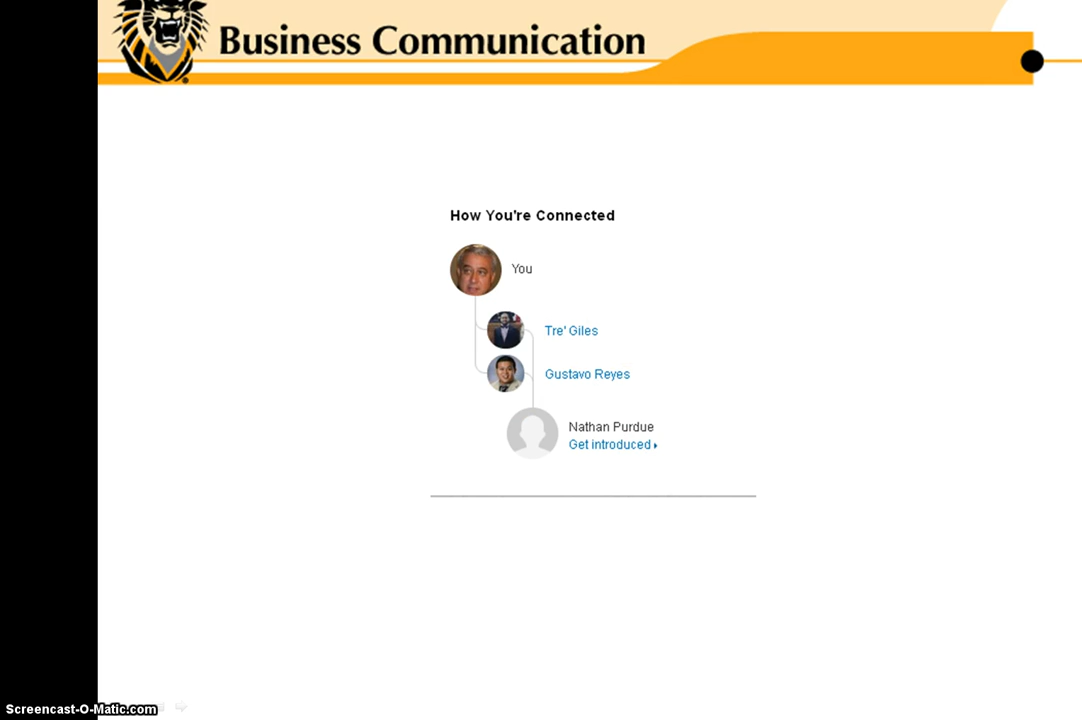 Business Communication
How You're Connected
You
Tre' Giles
Gustavo Reyes
Nathan Purdue
Get introduced
Screencast-O-Matic.com